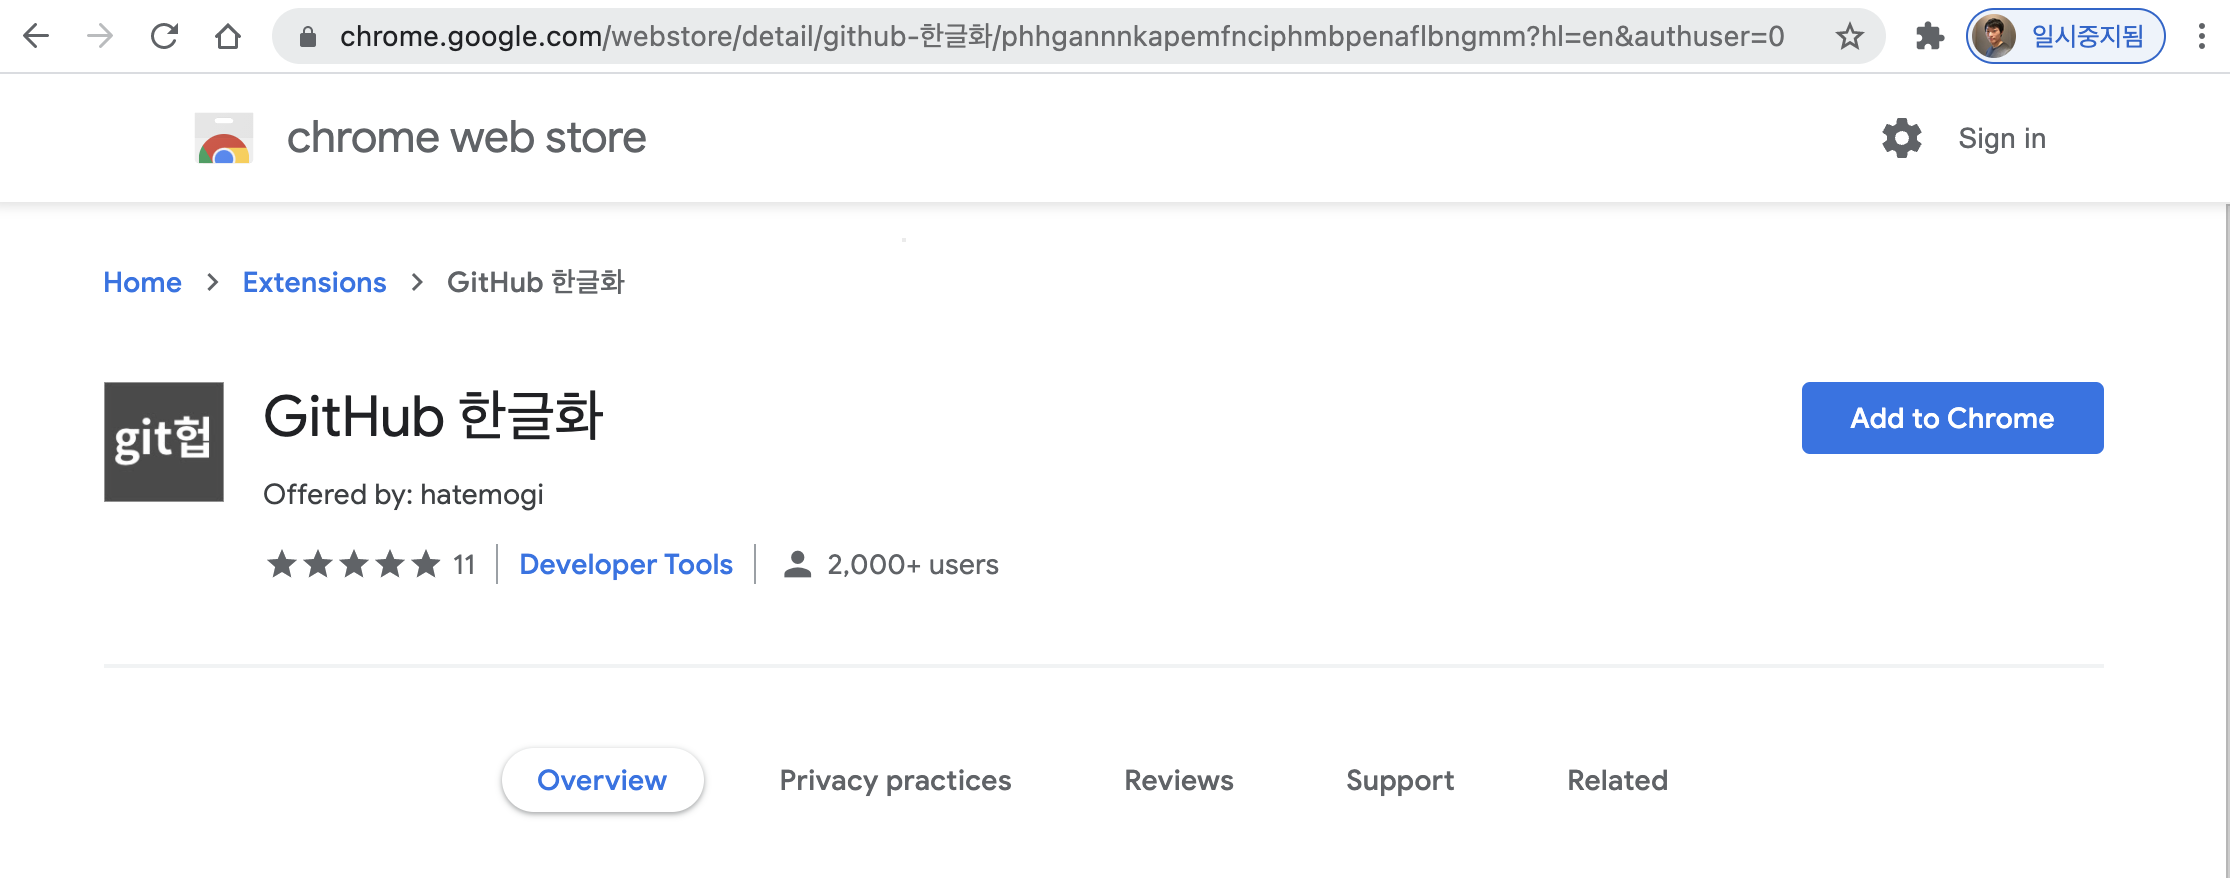 chrome.google.com/webstore/detail/github-한글화/phhgannnkapemfnciphmbpenaflbngmm?hl=en&authuser=0
일시중지됨
chrome web store
Sign in
Home > Extensions > GitHub 한글화
git헙
GitHub 한글화
Add to Chrome
Offered by: hatemogi
11
Developer Tools
2,000+ users
Overview
Privacy practices
Reviews
Support
Related